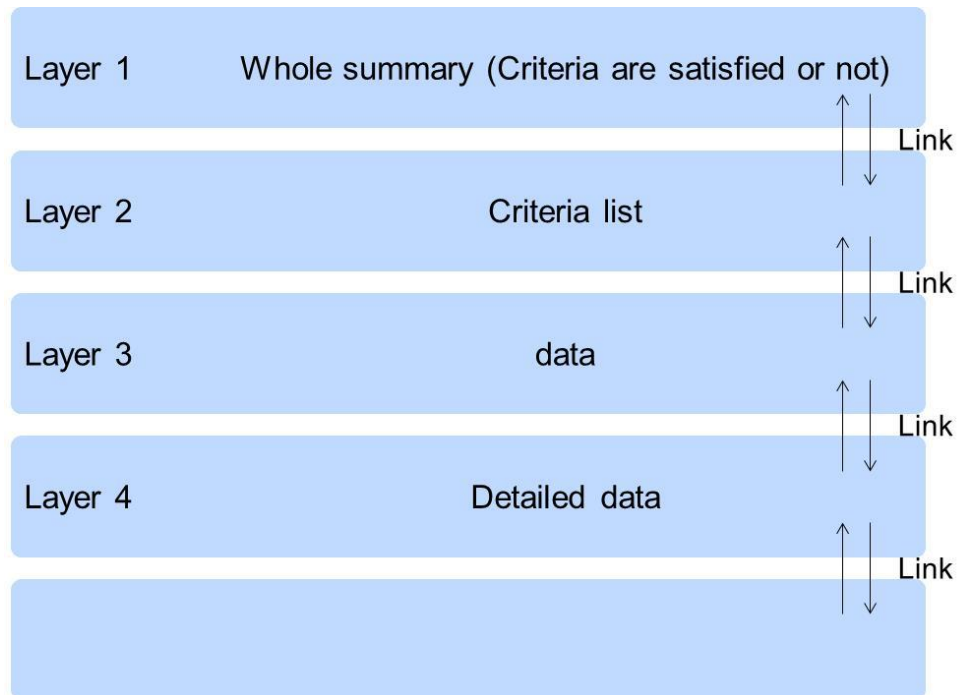 Layer 1 Whole summary (Criteria are satisfied or not)
Link
Layer 2 Criteria list
Link
Layer 3 data
Link
Layer 4 Detailed data
Link